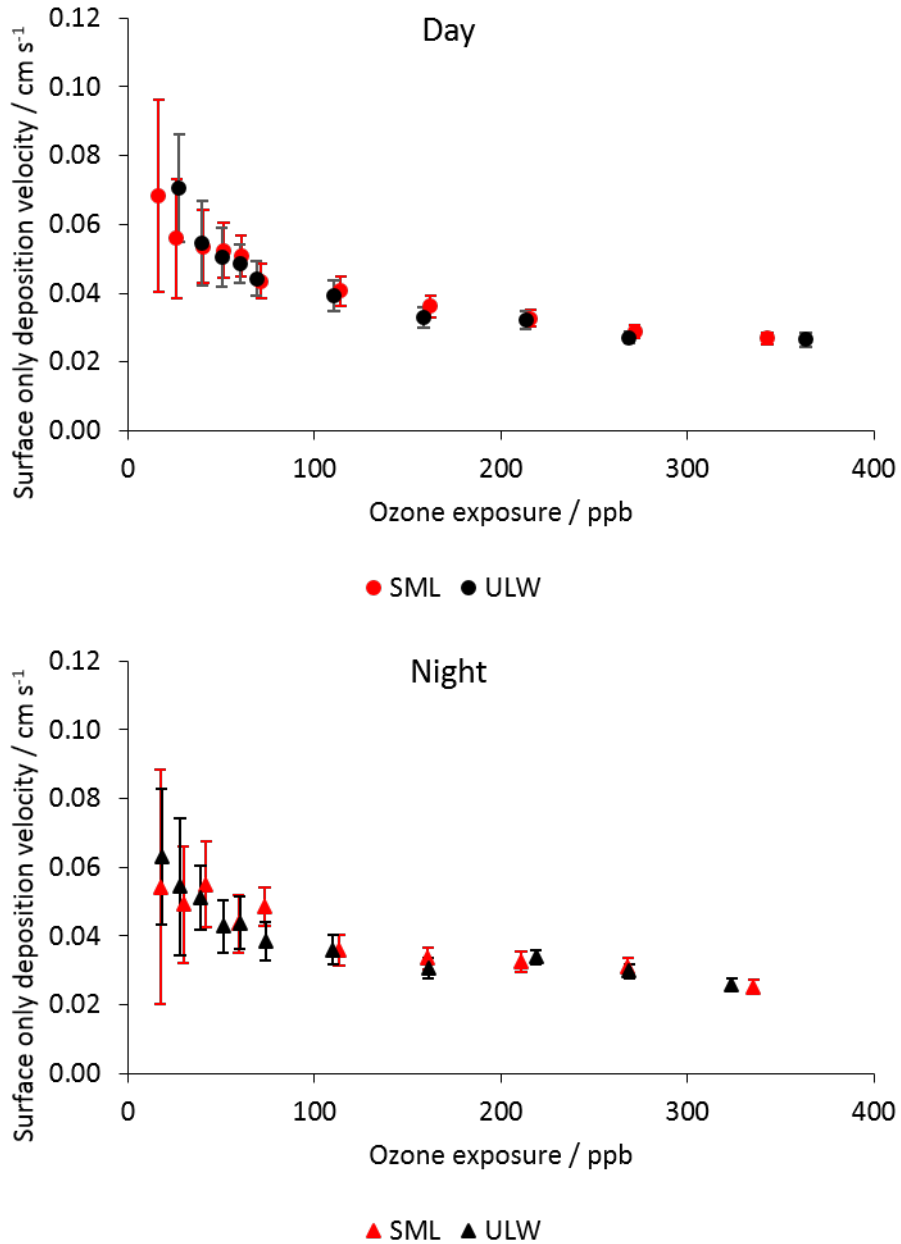 Day
Surface only deposition velocity / cm s⁻¹
0.12
0.10
0.08
0.06
0.04
0.02
0.00
0 100 200 300 400
Ozone exposure / ppb
SML ULW
Night
Surface only deposition velocity / cm s⁻¹
0.12
0.10
0.08
0.06
0.04
0.02
0.00
0 100 200 300 400
Ozone exposure / ppb
SML ULW